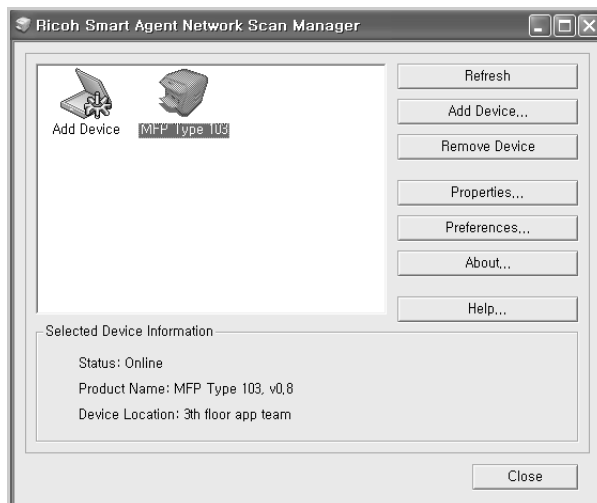 Ricoh Smart Agent Network Scan Manager
Add Device
MFP Type 103
Refresh
Add Device...
Remove Device
Properties...
Preferences...
About...
Help...
Selected Device Information
Status: Online
Product Name: MFP Type 103, v0.8
Device Location: 3th floor app team
Close